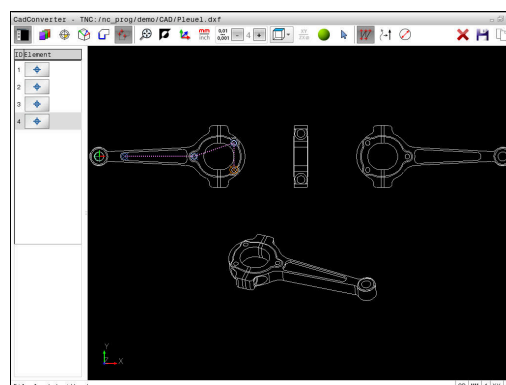 CadConverter - TNC:/nc_prog/demo/CAD/Pleuel.dxf
mm inch 0,01 0,001 - 4 +
ID Element
1
2
3
4
Y
Z X